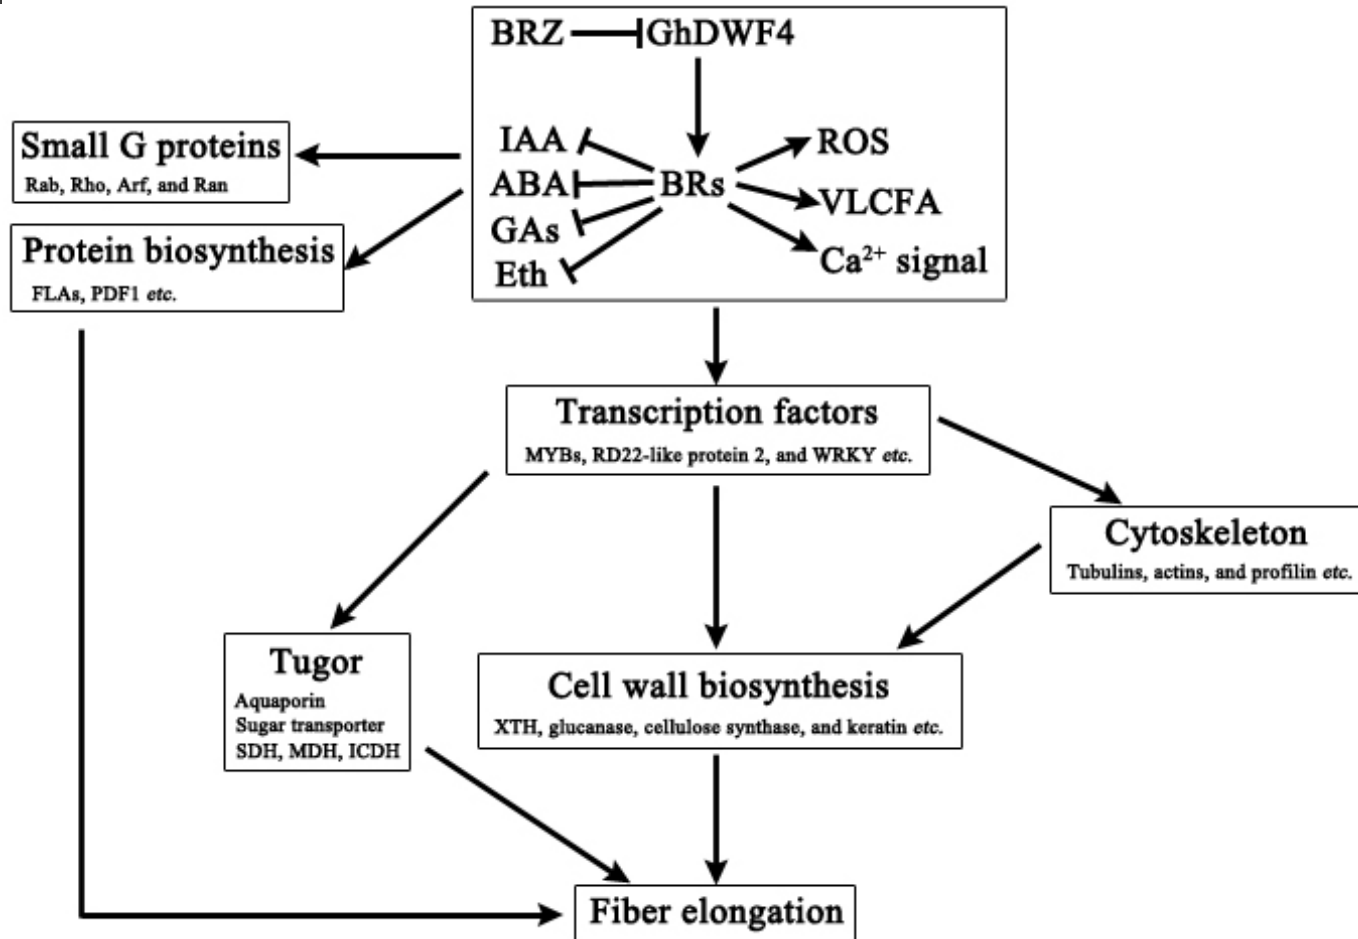 BRZ GhDWF4
IAA ROS
ABA BRs VLCFA
GAs
Eth Ca²⁺ signal
Small G proteins
Rab, Rho, Arf, and Ran
Protein biosynthesis
FLAs, PDF1 etc.
Transcription factors
MYBs, RD22-like protein 2, and WRKY etc.
Cytoskeleton
Tubulins, actins, and profilin etc.
Tugor
Aquaporin
Sugar transporter
SDH, MDH, ICDH
Cell wall biosynthesis
XTH, glucanase, cellulose synthase, and keratin etc.
Fiber elongation